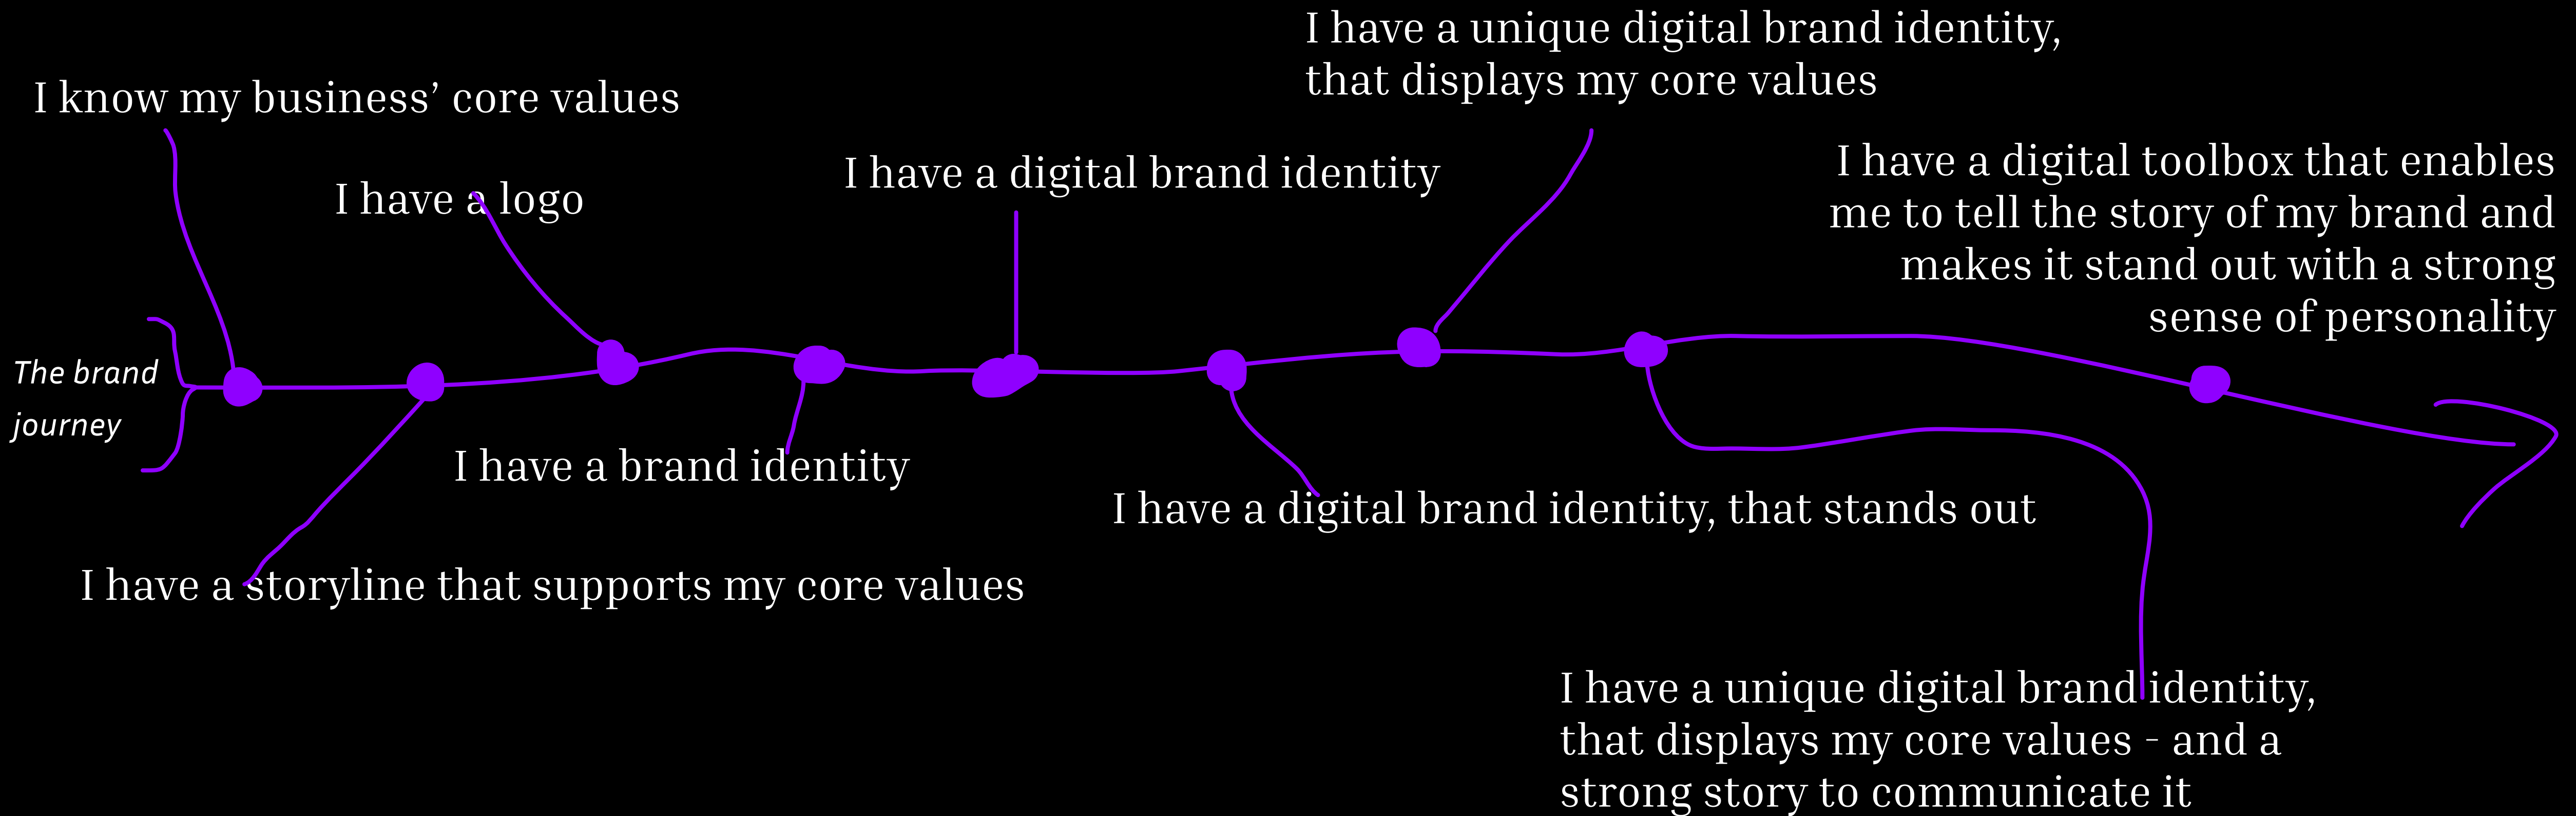 I have a unique digital brand identity,
that displays my core values
I know my business’ core values
I have a digital toolbox that enables
me to tell the story of my brand and
makes it stand out with a strong
sense of personality
I have a digital brand identity
I have a logo
The brand
journey
I have a brand identity
I have a digital brand identity, that stands out
I have a storyline that supports my core values
I have a unique digital brand identity,
that displays my core values - and a
strong story to communicate it